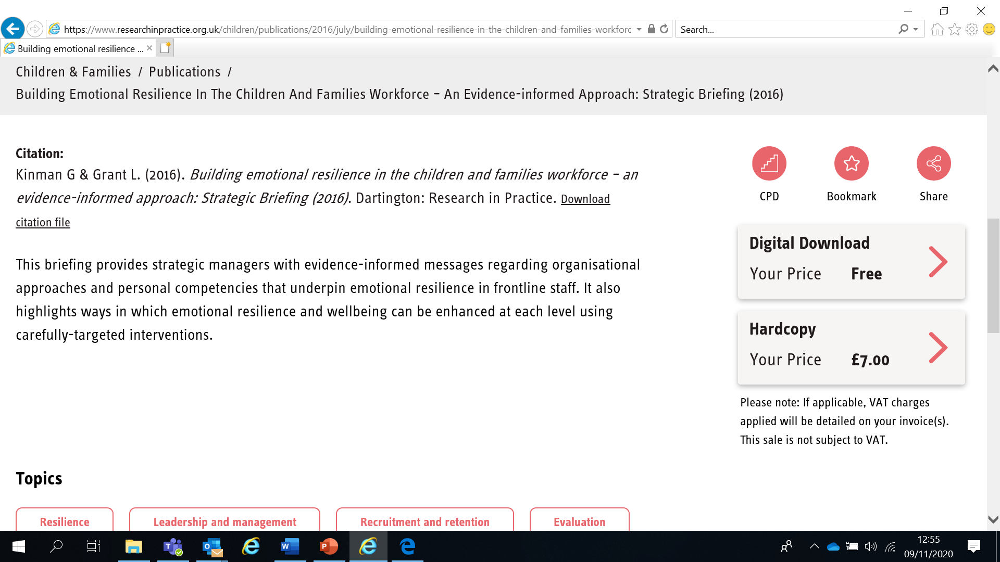 https://www.researchinpractice.org.uk/children/publications/2016/july/building-emotional-resilience-in-the-children-and-families-workforc
Search...
Building emotional resilience ...
Children & Families / Publications /
Building Emotional Resilience In The Children And Families Workforce – An Evidence-informed Approach: Strategic Briefing (2016)
Citation:
Kinman G & Grant L. (2016). Building emotional resilience in the children and families workforce – an
evidence-informed approach: Strategic Briefing (2016). Dartington: Research in Practice. Download
citation file
This briefing provides strategic managers with evidence-informed messages regarding organisational
approaches and personal competencies that underpin emotional resilience in frontline staff. It also
highlights ways in which emotional resilience and wellbeing can be enhanced at each level using
carefully-targeted interventions.
CPD
Bookmark
Share
Digital Download
Your Price Free
Hardcopy
Your Price £7.00
Please note: If applicable, VAT charges
applied will be detailed on your invoice(s).
This sale is not subject to VAT.
Topics
Resilience
Leadership and management
Recruitment and retention
Evaluation
12:55
09/11/2020